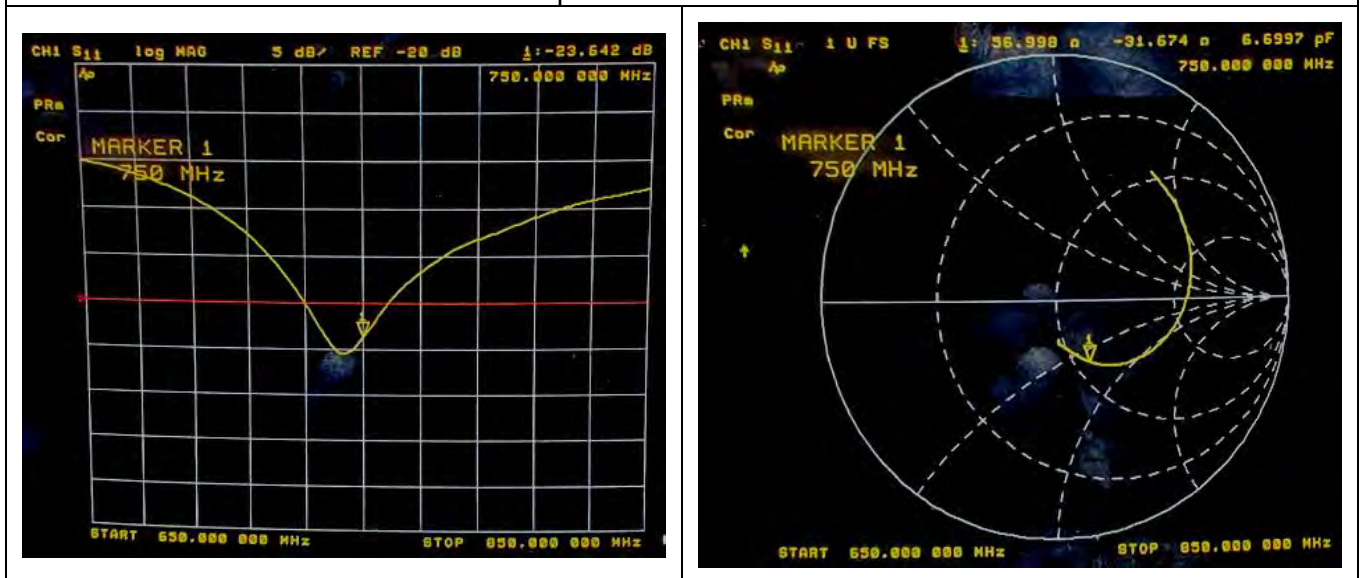 CH1 S11 log MAG 5 dB/ REF -20 dB 1:-23.642 dB
750.000 000 MHz
PRm
Cor
MARKER 1
750 MHz
START 650.000 000 MHz STOP 850.000 000 MHz
CH1 S11 1 U FS 1: 56.998 Ω -31.674 Ω 6.6997 pF
750.000 000 MHz
PRm
Cor
MARKER 1
750 MHz
1
START 650.000 000 MHz STOP 850.000 000 MHz